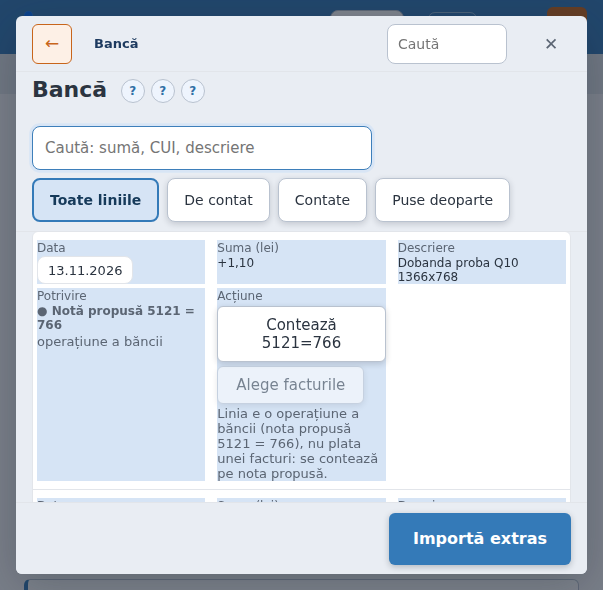 ← Bancă Caută ✕
Bancă ? ? ?
Caută: sumă, CUI, descriere
Toate liniile De contat Contate Puse deoparte
Data Suma (lei) Descriere
13.11.2026 +1,10 Dobanda proba Q10
1366x768
Potrivire Acțiune
● Notă propusă 5121 =
766
operațiune a băncii
Contează
5121=766
Alege facturile
Linia e o operațiune a
băncii (nota propusă
5121 = 766), nu plata
unei facturi: se contează
pe nota propusă.
Importă extras